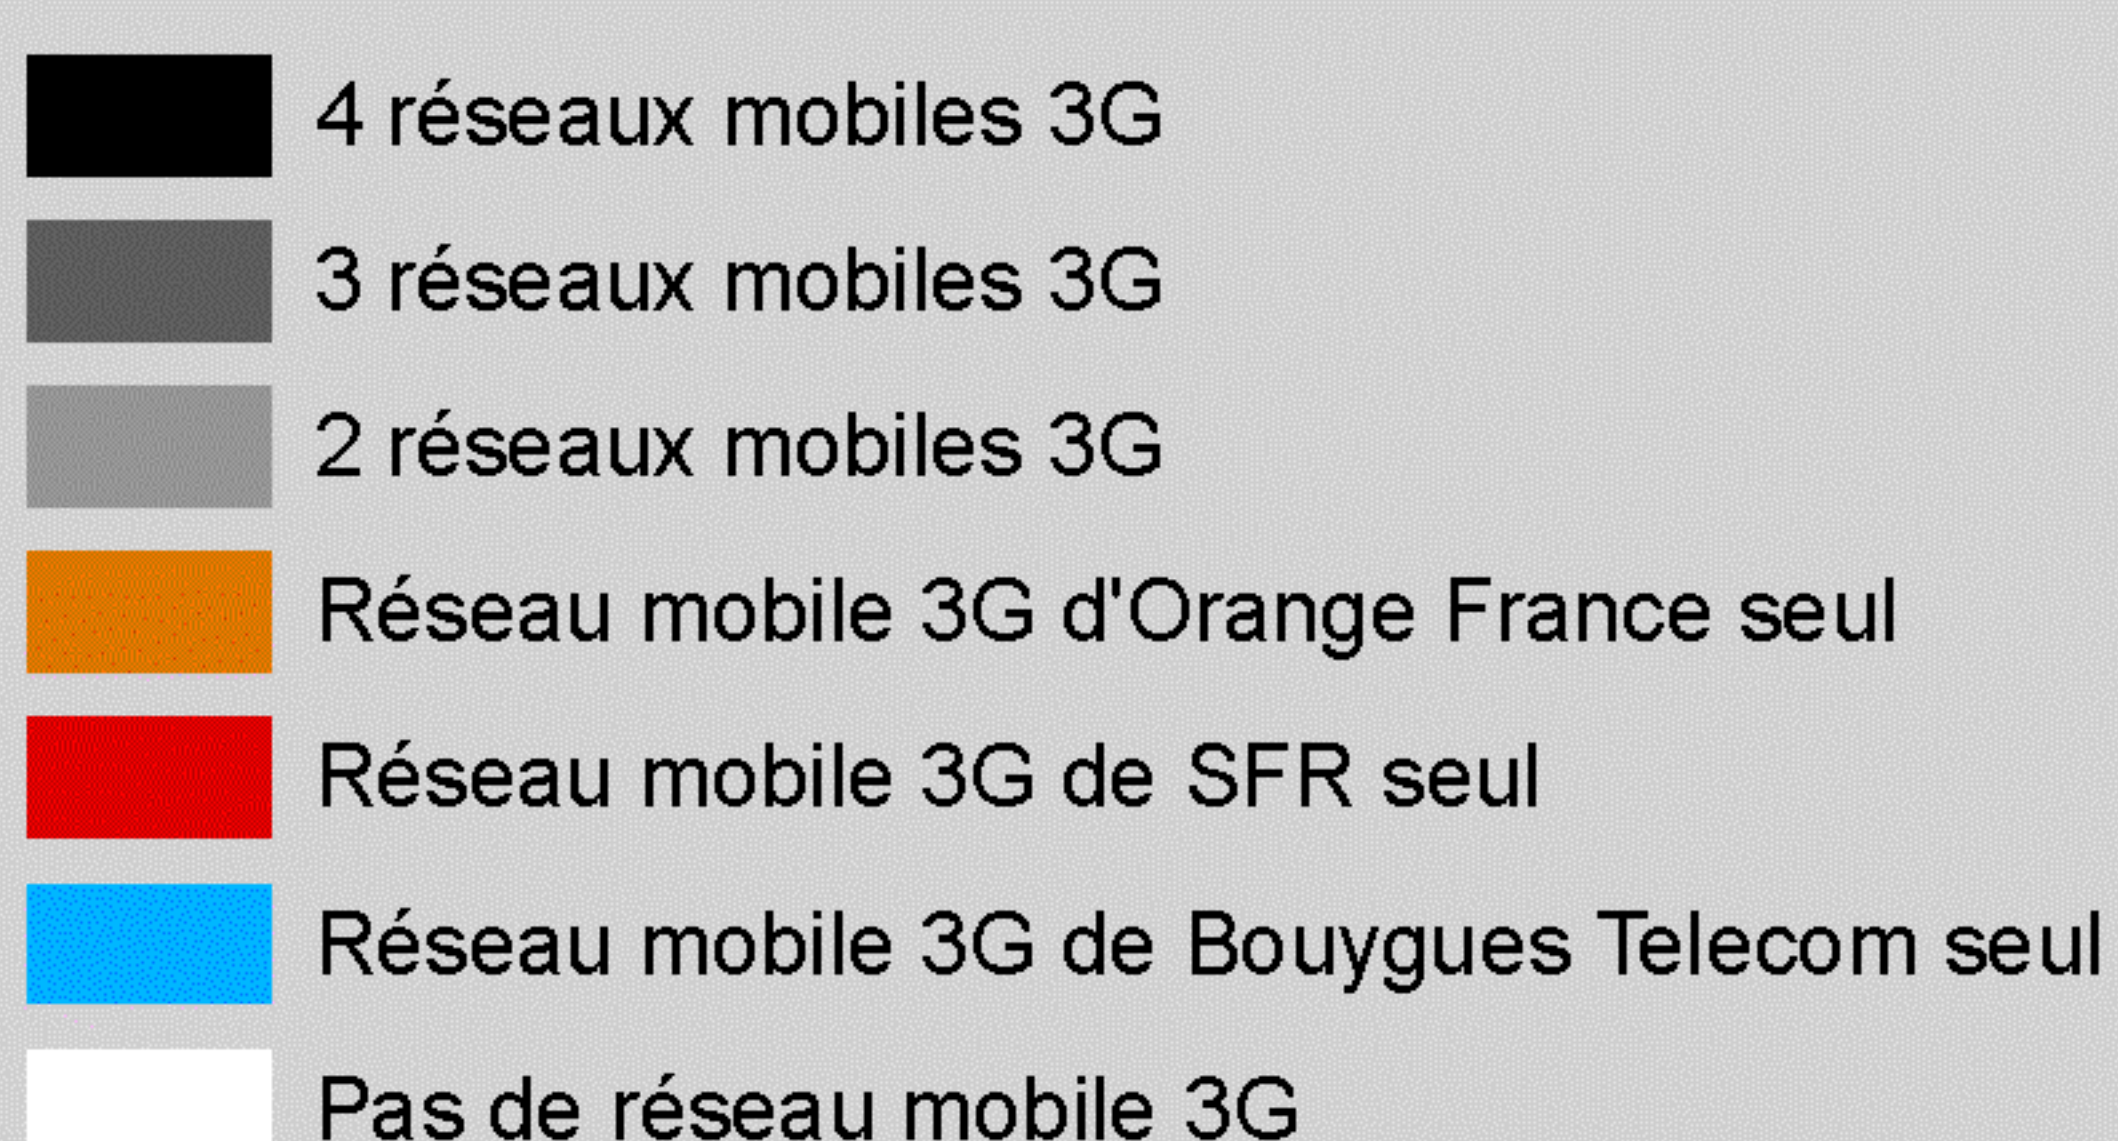 4 réseaux mobiles 3G
3 réseaux mobiles 3G
2 réseaux mobiles 3G
Réseau mobile 3G d'Orange France seul
Réseau mobile 3G de SFR seul
Réseau mobile 3G de Bouygues Telecom seul
Pas de réseau mobile 3G